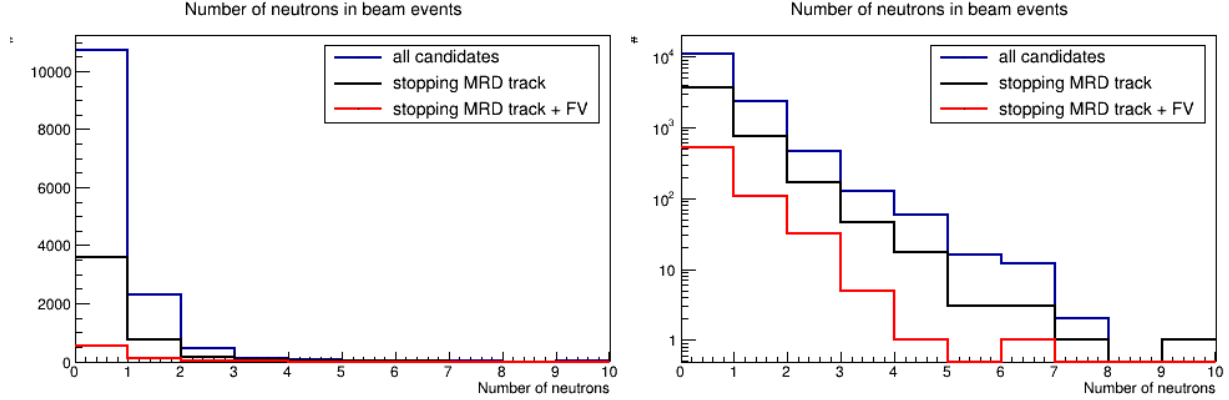 Number of neutrons in beam events
#
all candidates
stopping MRD track
stopping MRD track + FV
10000
8000
6000
4000
2000
0
0 1 2 3 4 5 6 7 8 9 10
Number of neutrons
Number of neutrons in beam events
#
all candidates
stopping MRD track
stopping MRD track + FV
10⁴
10³
10²
10
1
0 1 2 3 4 5 6 7 8 9 10
Number of neutrons